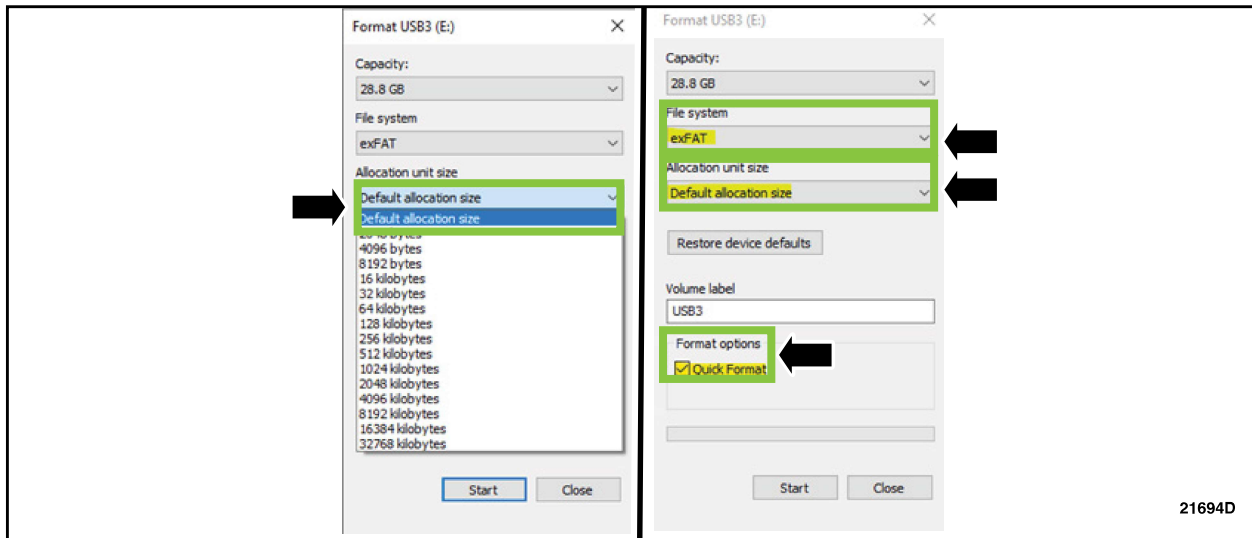 Format USB3 (E:)
Capacity:
28.8 GB
File system
exFAT
Allocation unit size
Default allocation size
Default allocation size
4096 bytes
8192 bytes
16 kilobytes
32 kilobytes
64 kilobytes
128 kilobytes
256 kilobytes
512 kilobytes
1024 kilobytes
2048 kilobytes
4096 kilobytes
8192 kilobytes
16384 kilobytes
32768 kilobytes
Start Close
Format USB3 (E:)
Capacity:
28.8 GB
File system
exFAT
Allocation unit size
Default allocation size
Restore device defaults
Volume label
USB3
Format options
Quick Format
Start Close
21694D